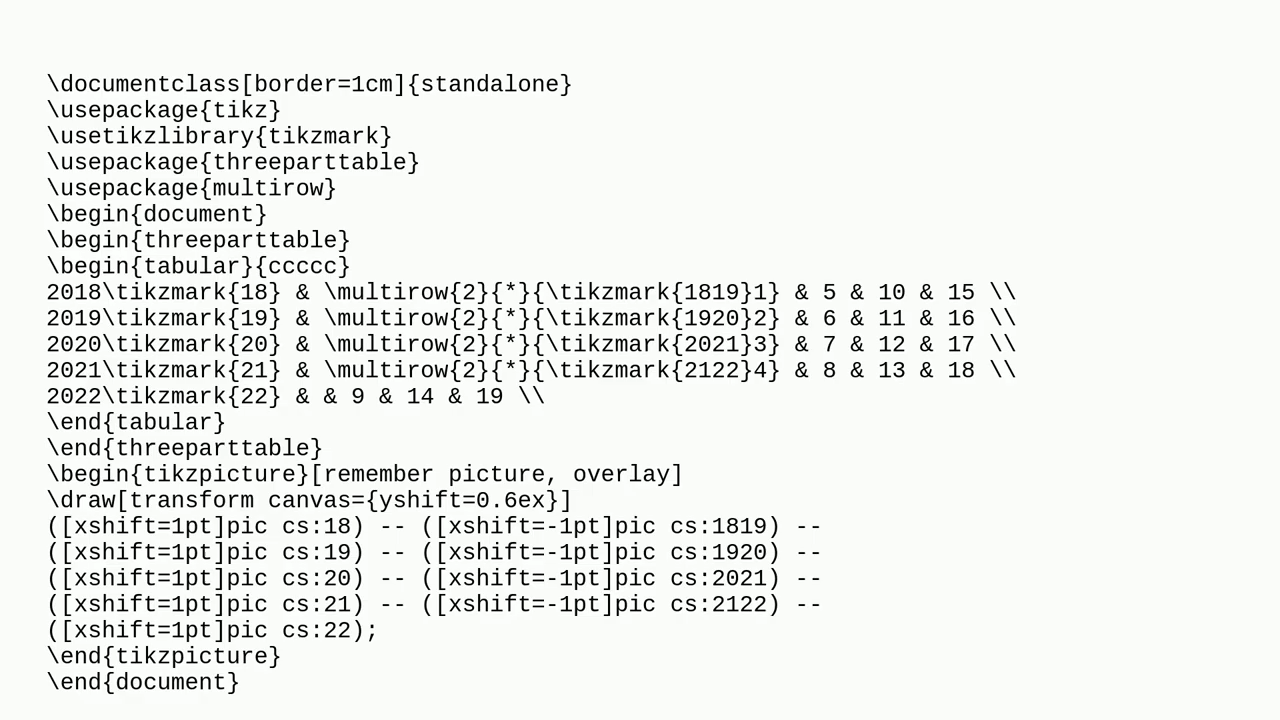 \documentclass[border=1cm]{standalone}
\usepackage{tikz}
\usetikzlibrary{tikzmark}
\usepackage{threeparttable}
\usepackage{multirow}
\begin{document}
\begin{threeparttable}
\begin{tabular}{ccccc}
2018\tikzmark{18} & \multirow{2}{*}{\tikzmark{1819}1} & 5 & 10 & 15 \\
2019\tikzmark{19} & \multirow{2}{*}{\tikzmark{1920}2} & 6 & 11 & 16 \\
2020\tikzmark{20} & \multirow{2}{*}{\tikzmark{2021}3} & 7 & 12 & 17 \\
2021\tikzmark{21} & \multirow{2}{*}{\tikzmark{2122}4} & 8 & 13 & 18 \\
2022\tikzmark{22} & & 9 & 14 & 19 \\
\end{tabular}
\end{threeparttable}
\begin{tikzpicture}[remember picture, overlay]
\draw[transform canvas={yshift=0.6ex}]
([xshift=1pt]pic cs:18) -- ([xshift=-1pt]pic cs:1819) --
([xshift=1pt]pic cs:19) -- ([xshift=-1pt]pic cs:1920) --
([xshift=1pt]pic cs:20) -- ([xshift=-1pt]pic cs:2021) --
([xshift=1pt]pic cs:21) -- ([xshift=-1pt]pic cs:2122) --
([xshift=1pt]pic cs:22);
\end{tikzpicture}
\end{document}